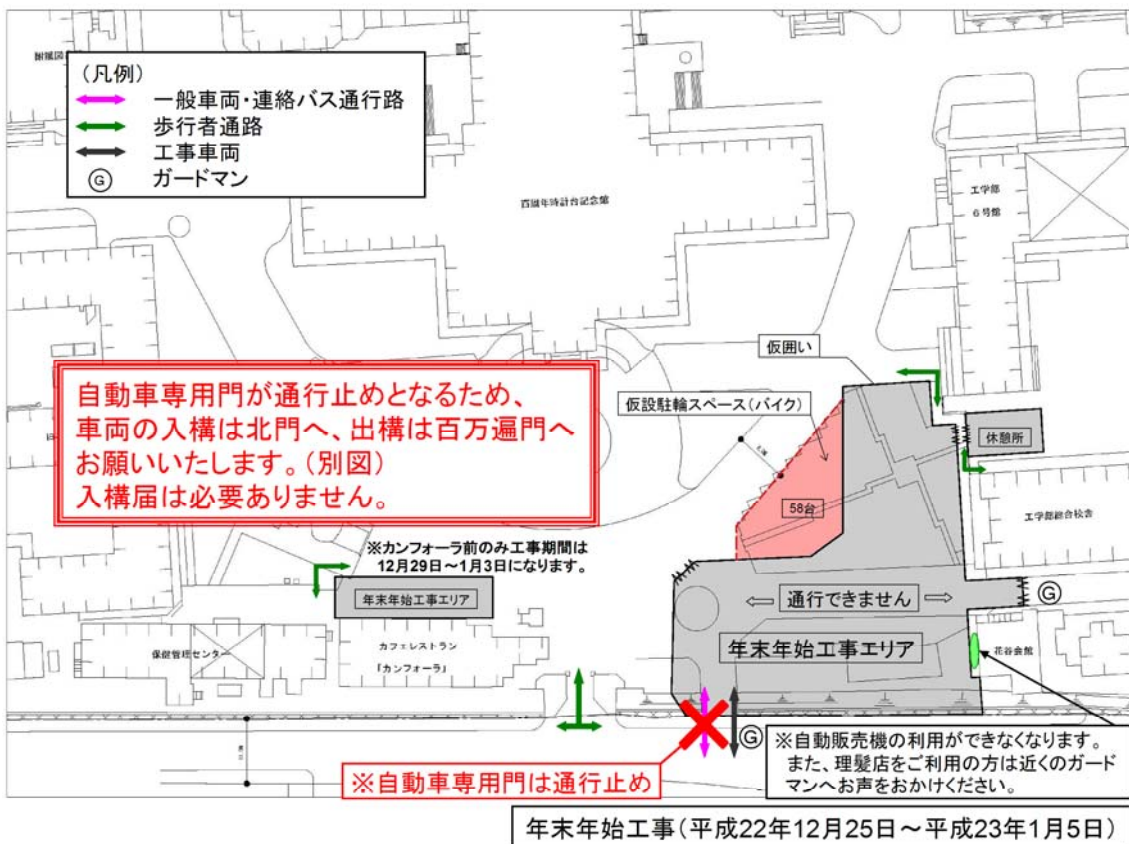 (凡例)
一般車両・連絡バス通行路
歩行者通路
工事車両
G ガードマン
百周年時計台記念館
工学部
6号館
仮囲い
仮設駐輪スペース(バイク)
休憩所
自動車専用門が通行止めとなるため、
車両の入構は北門へ、出構は百万遍門へ
お願いいたします。(別図)
入構届は必要ありません。
58台
工学部総合校舎
※カンフォーラ前のみ工事期間は
12月29日~1月3日になります。
年末年始工事エリア
通行できません
G
年末年始工事エリア
保健管理センター
カフェレストラン
「カンフォーラ」
花谷会館
G
※自動販売機の利用ができなくなります。
また、理髪店をご利用の方は近くのガード
マンへお声をおかけください。
※自動車専用門は通行止め
年末年始工事(平成22年12月25日~平成23年1月5日)